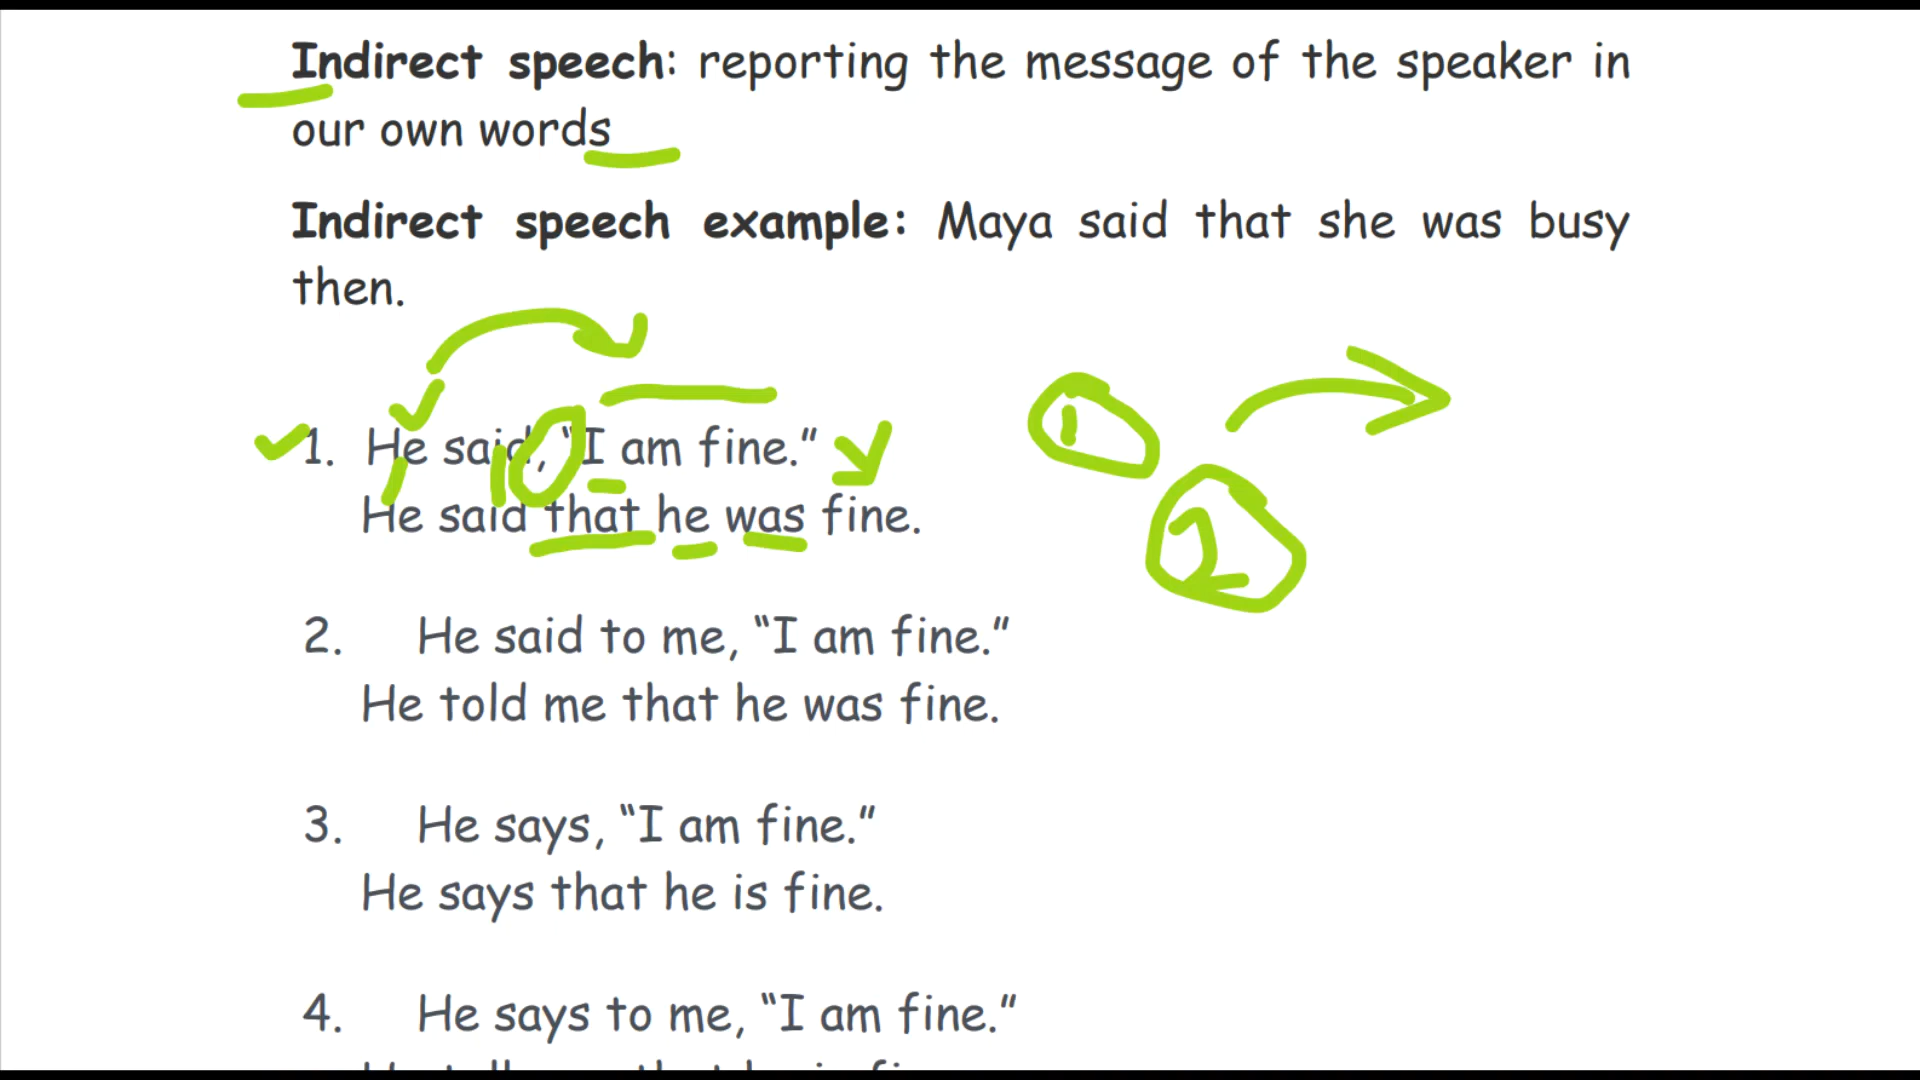 Indirect speech: reporting the message of the speaker in
our own words
Indirect speech example: Maya said that she was busy
then.
1. He said, “I am fine.”
He said that he was fine.
1
2
2. He said to me, “I am fine.”
He told me that he was fine.
3. He says, “I am fine.”
He says that he is fine.
4. He says to me, “I am fine.”